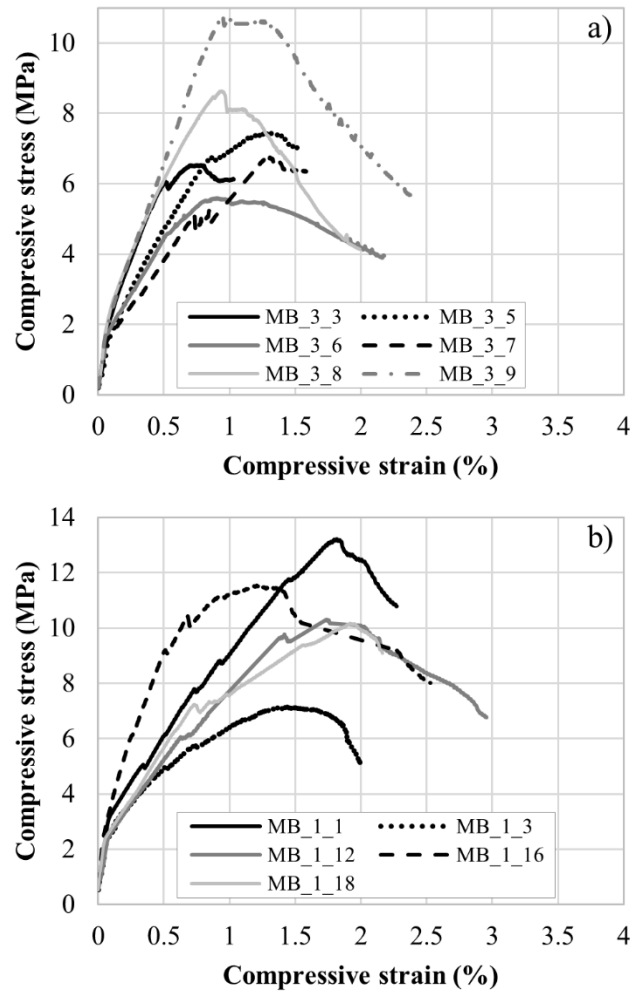 a)
Compressive stress (MPa)
10
8
6
4
2
0
MB_3_3 MB_3_5
MB_3_6 MB_3_7
MB_3_8 MB_3_9
0 0.5 1 1.5 2 2.5 3 3.5 4
Compressive strain (%)
b)
Compressive stress (MPa)
14
12
10
8
6
4
2
0
MB_1_1 MB_1_3
MB_1_12 MB_1_16
MB_1_18
0 0.5 1 1.5 2 2.5 3 3.5 4
Compressive strain (%)